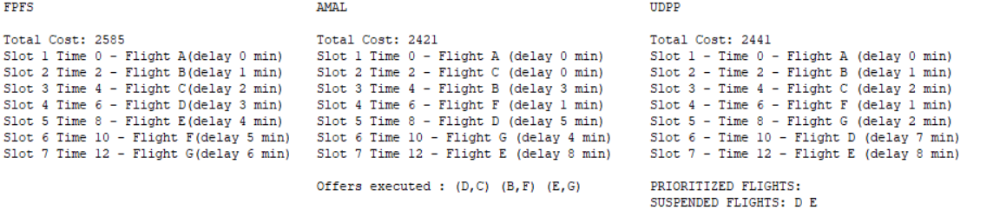 FPFS
Total Cost: 2585
Slot 1 Time 0 - Flight A(delay 0 min)
Slot 2 Time 2 - Flight B(delay 1 min)
Slot 3 Time 4 - Flight C(delay 2 min)
Slot 4 Time 6 - Flight D(delay 3 min)
Slot 5 Time 8 - Flight E(delay 4 min)
Slot 6 Time 10 - Flight F(delay 5 min)
Slot 7 Time 12 - Flight G(delay 6 min)
AMAL
Total Cost: 2421
Slot 1 Time 0 - Flight A (delay 0 min)
Slot 2 Time 2 - Flight C (delay 0 min)
Slot 3 Time 4 - Flight B (delay 3 min)
Slot 4 Time 6 - Flight F (delay 1 min)
Slot 5 Time 8 - Flight D (delay 5 min)
Slot 6 Time 10 - Flight G (delay 4 min)
Slot 7 Time 12 - Flight E (delay 8 min)
Offers executed : (D,C) (B,F) (E,G)
UDPP
Total Cost: 2441
Slot 1 - Time 0 - Flight A (delay 0 min)
Slot 2 - Time 2 - Flight B (delay 1 min)
Slot 3 - Time 4 - Flight C (delay 2 min)
Slot 4 - Time 6 - Flight F (delay 1 min)
Slot 5 - Time 8 - Flight G (delay 2 min)
Slot 6 - Time 10 - Flight D (delay 7 min)
Slot 7 - Time 12 - Flight E (delay 8 min)
PRIORITIZED FLIGHTS:
SUSPENDED FLIGHTS: D E